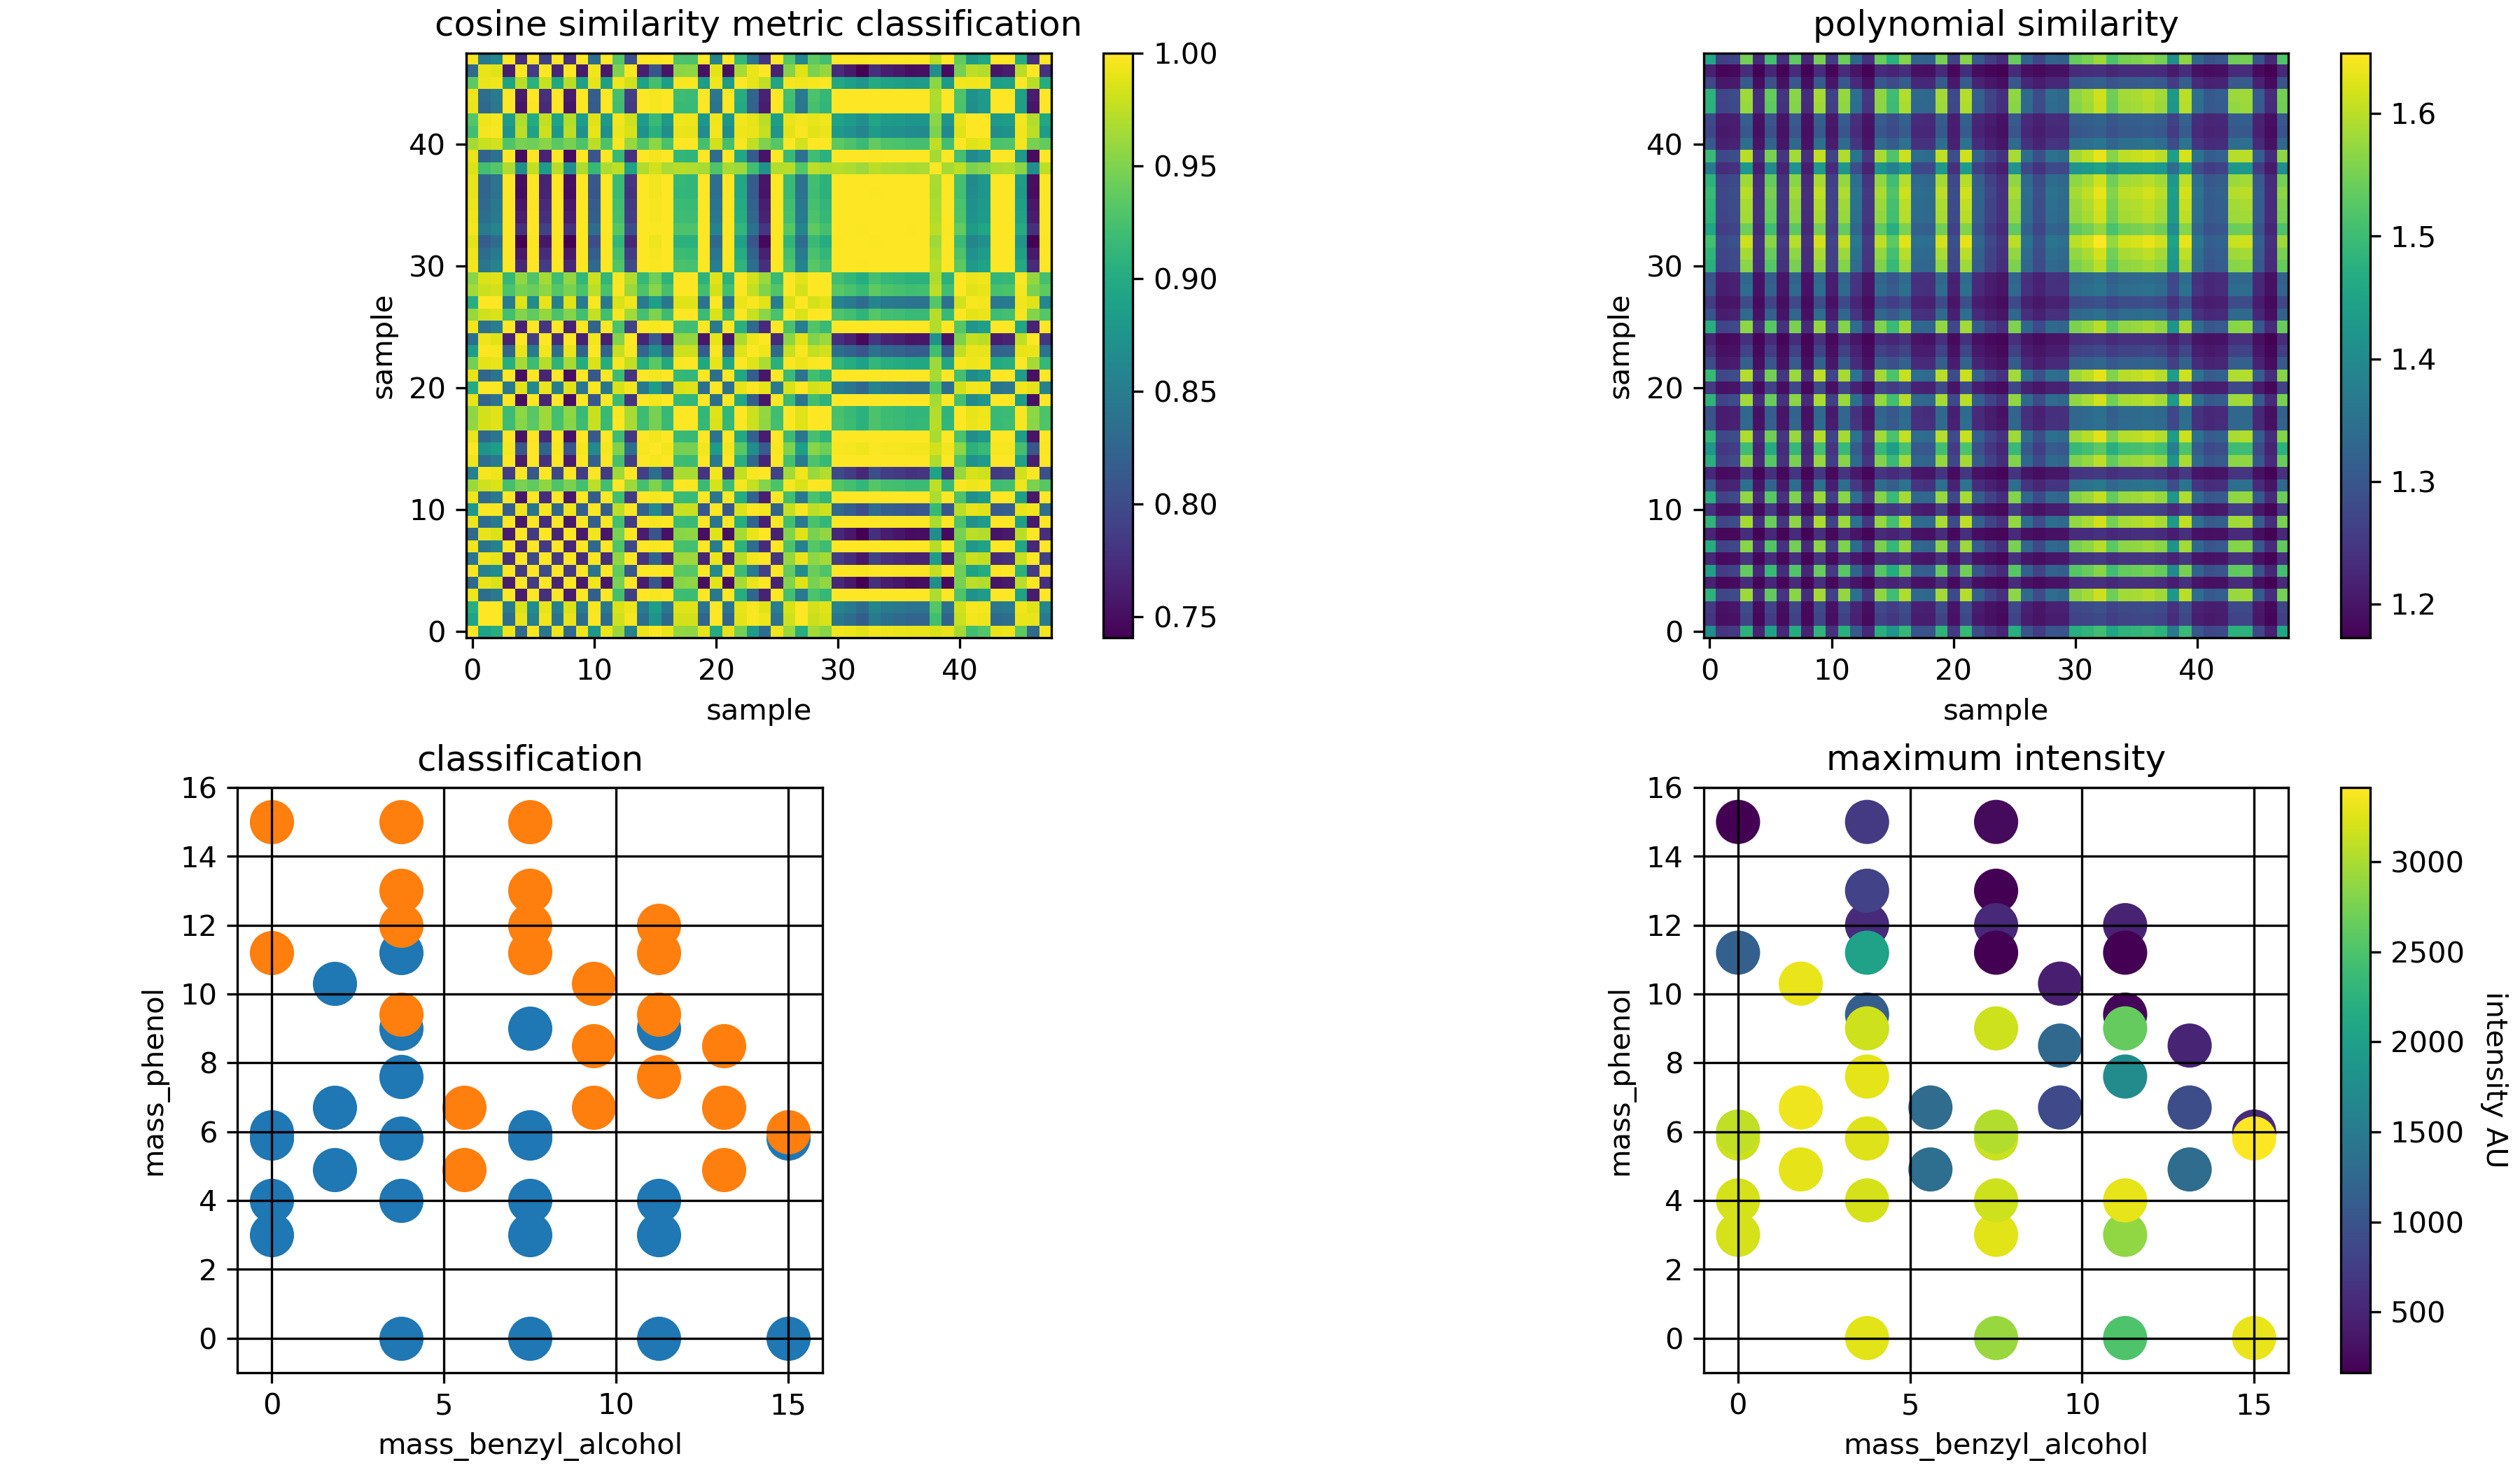 cosine similarity metric classification
sample
40
30
20
10
0
0 10 20 30 40
sample
1.00
0.95
0.90
0.85
0.80
0.75
polynomial similarity
sample
40
30
20
10
0
0 10 20 30 40
sample
1.6
1.5
1.4
1.3
1.2
classification
mass_phenol
16
14
12
10
8
6
4
2
0
0 5 10 15
mass_benzyl_alcohol
maximum intensity
mass_phenol
16
14
12
10
8
6
4
2
0
0 5 10 15
mass_benzyl_alcohol
3000
2500
2000
1500
1000
500
intensity AU